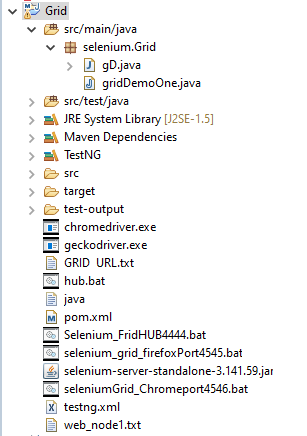 Grid
src/main/java
selenium.Grid
gD.java
gridDemoOne.java
src/test/java
JRE System Library [J2SE-1.5]
Maven Dependencies
TestNG
src
target
test-output
chromedriver.exe
geckodriver.exe
GRID_URL.txt
hub.bat
java
pom.xml
Selenium_FridHUB4444.bat
selenium_grid_firefoxPort4545.bat
selenium-server-standalone-3.141.59.jar
seleniumGrid_Chromeport4546.bat
testng.xml
web_node1.txt